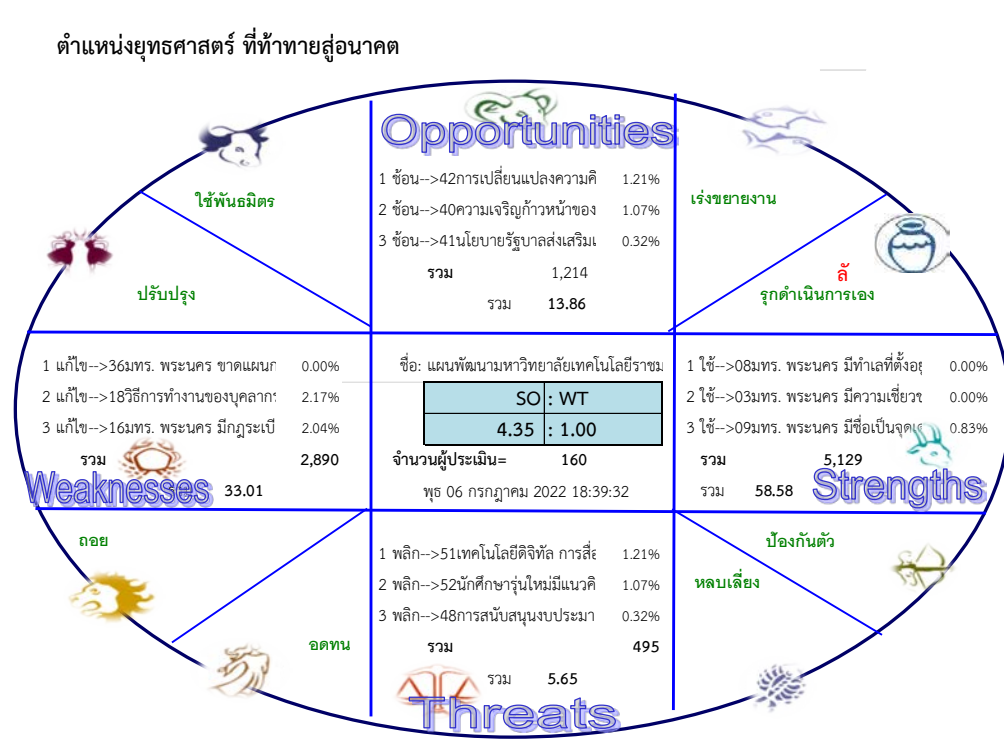 ตำแหน่งยุทธศาสตร์ ที่ท้าทายสู่อนาคต
Opportunities
1 ช้อน-->42การเปลี่ยนแปลงความคิ 1.21%
2 ช้อน-->40ความเจริญก้าวหน้าของ 1.07%
3 ช้อน-->41นโยบายรัฐบาลส่งเสริมเ 0.32%
รวม 1,214
รวม 13.86
ใช้พันธมิตร
ปรับปรุง
เร่งขยายงาน
ลั
รุกดำเนินการเอง
1 แก้ไข-->36มทร. พระนคร ขาดแผนก 0.00%
2 แก้ไข-->18วิธีการทำงานของบุคลากร 2.17%
3 แก้ไข-->16มทร. พระนคร มีกฎระเบี 2.04%
รวม 2,890
Weaknesses 33.01
ชื่อ: แผนพัฒนามหาวิทยาลัยเทคโนโลยีราชม
SO : WT
4.35 : 1.00
จำนวนผู้ประเมิน= 160
พุธ 06 กรกฎาคม 2022 18:39:32
1 ใช้-->08มทร. พระนคร มีทำเลที่ตั้งอยุ 0.00%
2 ใช้-->03มทร. พระนคร มีความเชี่ยวช 0.00%
3 ใช้-->09มทร. พระนคร มีชื่อเป็นจุดเ 0.83%
รวม 5,129
รวม 58.58 Strengths
ถอย
อดทน
1 พลิก-->51เทคโนโลยีดิจิทัล การสื่อ 1.21%
2 พลิก-->52นักศึกษารุ่นใหม่มีแนวคิ 1.07%
3 พลิก-->48การสนับสนุนงบประมา 0.32%
รวม 495
รวม 5.65
Threats
ป้องกันตัว
หลบเลี่ยง